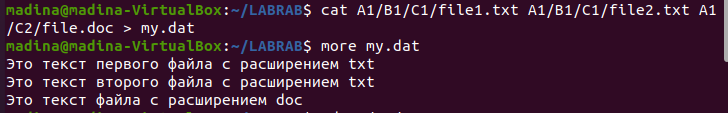 madina@madina-VirtualBox:~/LABRAB$ cat A1/B1/C1/file1.txt A1/B1/C1/file2.txt A1
/C2/file.doc > my.dat
madina@madina-VirtualBox:~/LABRAB$ more my.dat
Это текст первого файла с расширением txt
Это текст второго файла с расширением txt
Это текст файла с расширением doc